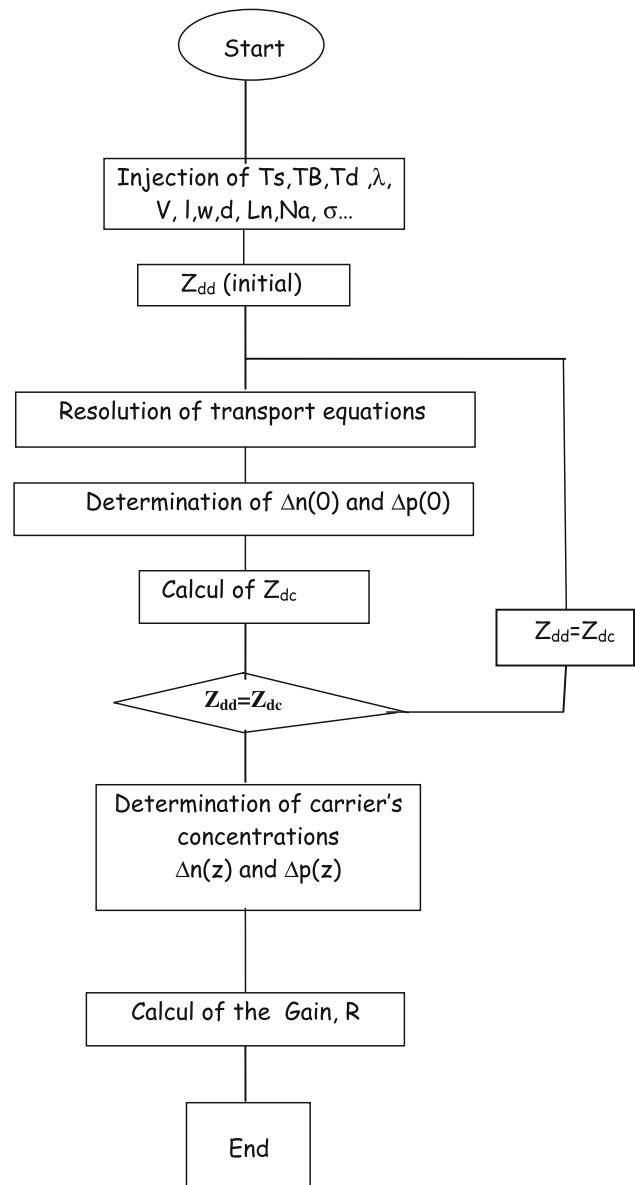 Start
Injection of Ts,TB,Td ,λ,
V, l,w,d, Ln,Na, σ...
Zdd (initial)
Resolution of transport equations
Determination of Δn(0) and Δp(0)
Calcul of Zdc
Zdd=Zdc
Zdd=Zdc
Determination of carrier's
concentrations
Δn(z) and Δp(z)
Calcul of the Gain, R
End